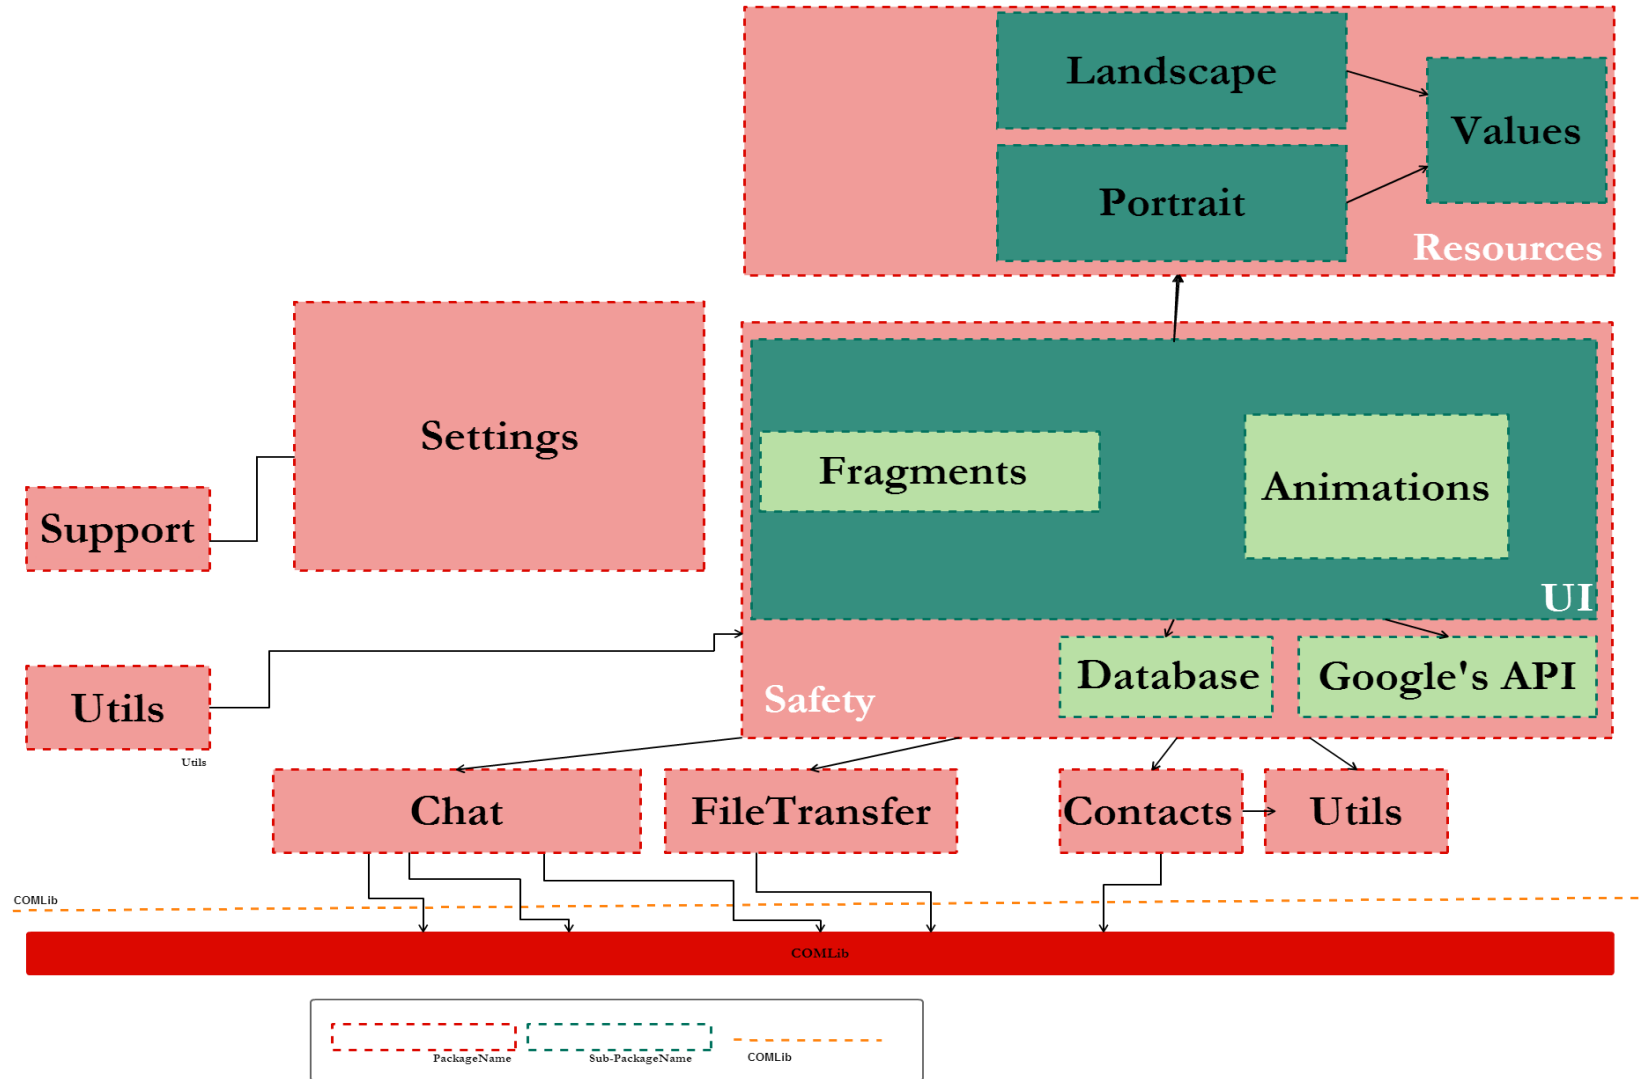 Landscape
Values
Portrait
Resources
Settings
Fragments
Animations
Support
UI
Database
Google's API
Safety
Utils
Utils
Chat
FileTransfer
Contacts
Utils
COMLib
COMLib
PackageName
Sub-PackageName
COMLib